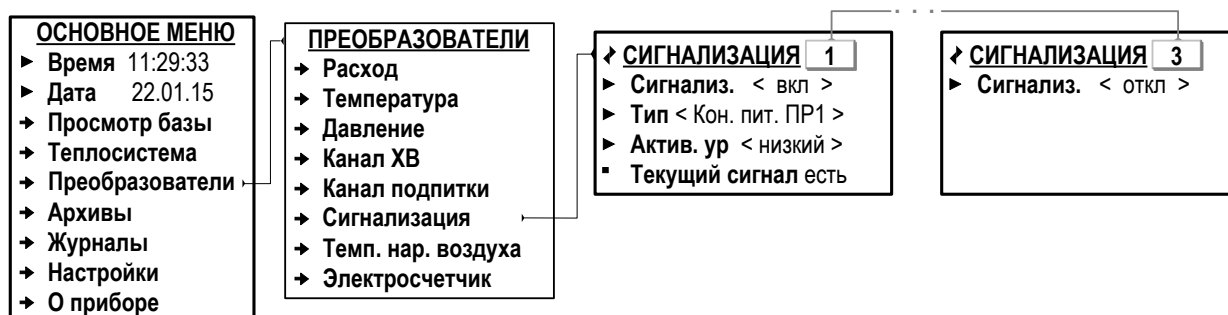 ОСНОВНОЕ МЕНЮ
Время 11:29:33
Дата 22.01.15
Просмотр базы
Теплосистема
Преобразователи
Архивы
Журналы
Настройки
О приборе
ПРЕОБРАЗОВАТЕЛИ
Расход
Температура
Давление
Канал ХВ
Канал подпитки
Сигнализация
Темп. нар. воздуха
Электросчетчик
СИГНАЛИЗАЦИЯ 1
Сигнализ. < вкл >
Тип < Кон. пит. ПР1 >
Актив. ур < низкий >
Текущий сигнал есть
. . .
СИГНАЛИЗАЦИЯ 3
Сигнализ. < откл >